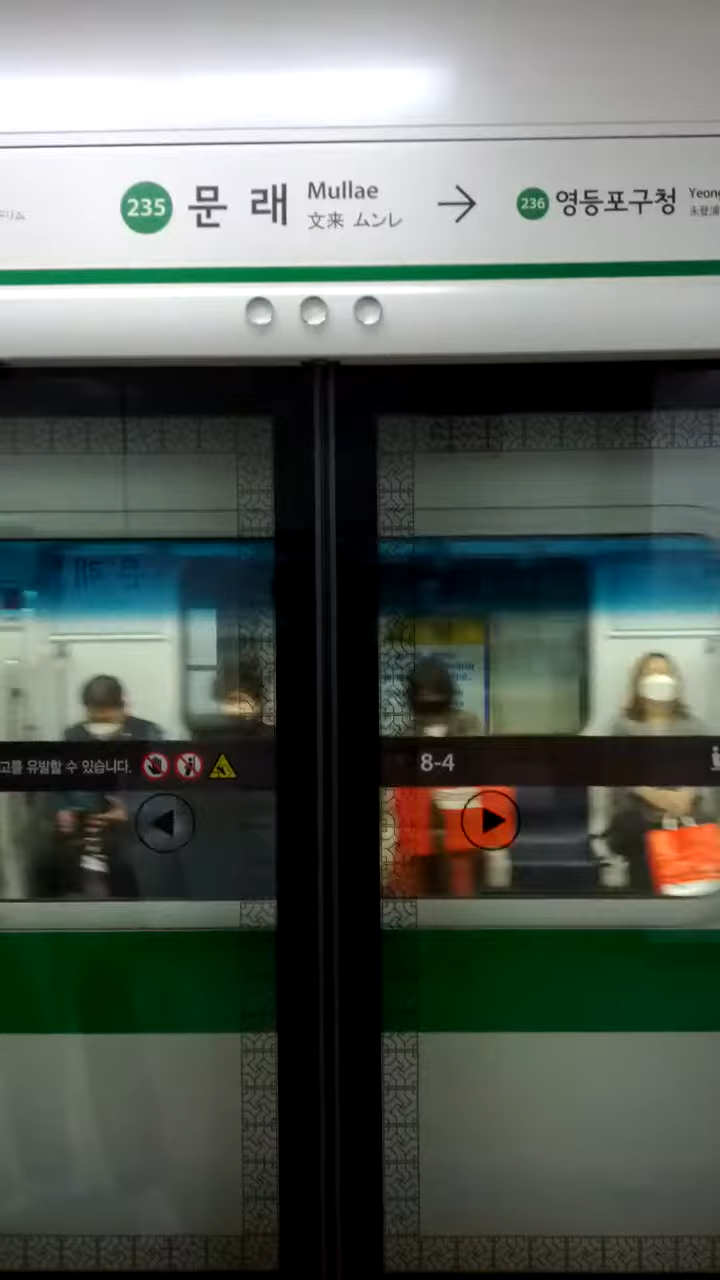 235 문 래 Mullae
文来 ムンレ
→ 236 영등포구청
고를 유발할 수 있습니다.
8-4